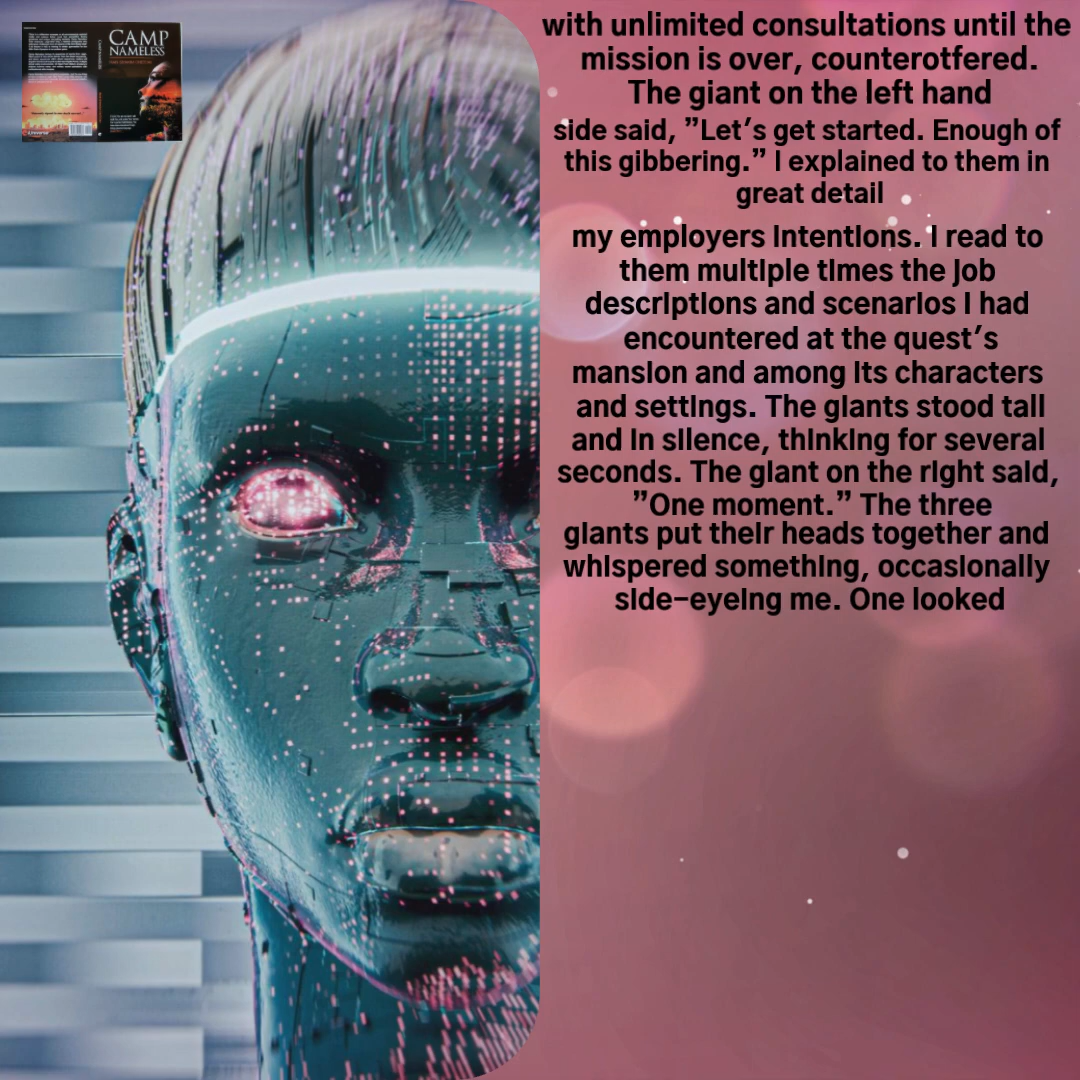 CAMP
NAMELESS
with unlimited consultations until the
mission is over, counterotfered.
The giant on the left hand
side said, ”Let’s get started. Enough of
this gibbering.” I explained to them in
great detail
my employers intentions. I read to
them multiple times the job
descriptions and scenarios I had
encountered at the quest’s
mansion and among its characters
and settings. The giants stood tall
and in silence, thinking for several
seconds. The giant on the right said,
”One moment.” The three
giants put their heads together and
whispered something, occasionally
side-eyeing me. One looked